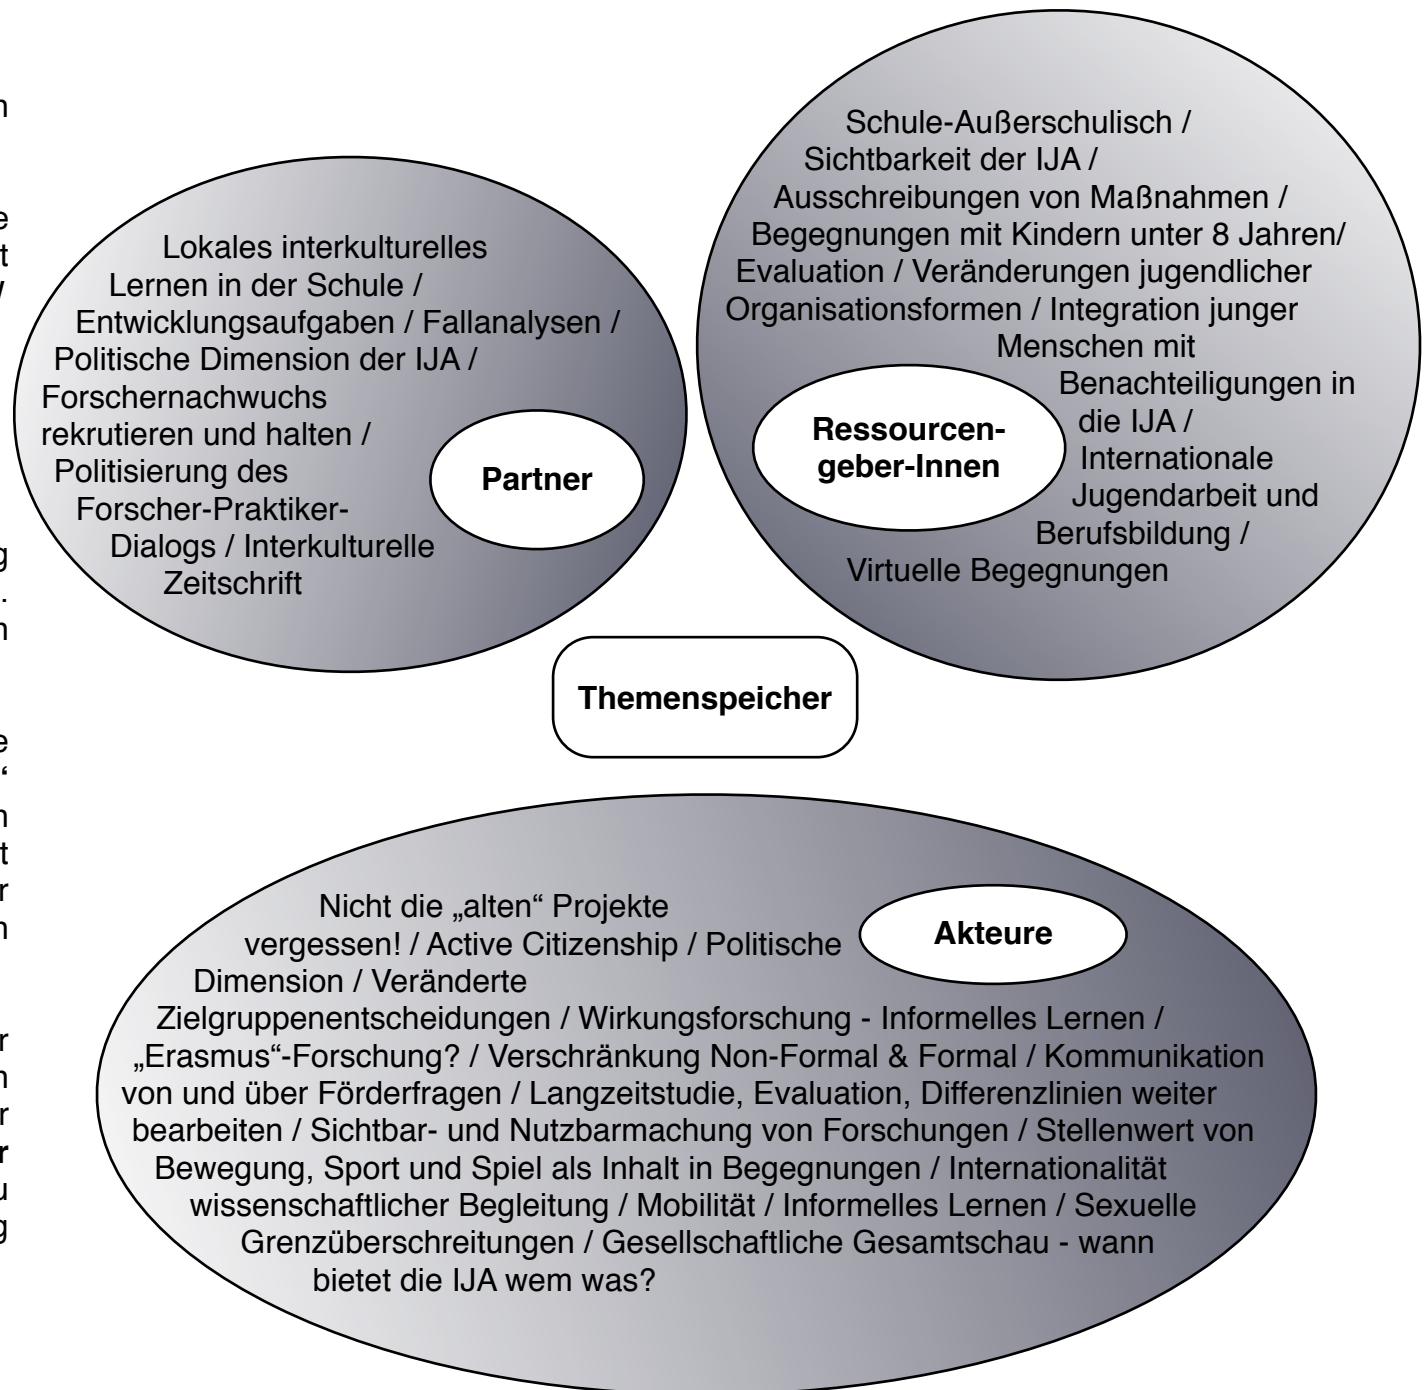 Lokales interkulturelles
Lernen in der Schule /
Entwicklungsaufgaben / Fallanalysen /
Politische Dimension der IJA /
Forschernachwuchs
rekrutieren und halten /
Politisierung des
Forscher-Praktiker-
Dialogs / Interkulturelle
Zeitschrift
Partner
Schule-Außerschulisch /
Sichtbarkeit der IJA /
Ausschreibungen von Maßnahmen /
Begegnungen mit Kindern unter 8 Jahren/
Evaluation / Veränderungen jugendlicher
Organisationsformen / Integration junger
Menschen mit
Benachteiligungen in
die IJA /
Internationale
Jugendarbeit und
Berufsbildung /
Virtuelle Begegnungen
Ressourcen-
geber-Innen
Themenspeicher
Nicht die „alten“ Projekte
vergessen! / Active Citizenship / Politische
Dimension / Veränderte
Zielgruppenentscheidungen / Wirkungsforschung - Informelles Lernen /
„Erasmus“-Forschung? / Verschränkung Non-Formal & Formal / Kommunikation
von und über Förderfragen / Langzeitstudie, Evaluation, Differenzlinien weiter
bearbeiten / Sichtbar- und Nutzbarmachung von Forschungen / Stellenwert von
Bewegung, Sport und Spiel als Inhalt in Begegnungen / Internationalität
wissenschaftlicher Begleitung / Mobilität / Informelles Lernen / Sexuelle
Grenzüberschreitungen / Gesellschaftliche Gesamtschau - wann
bietet die IJA wem was?
Akteure